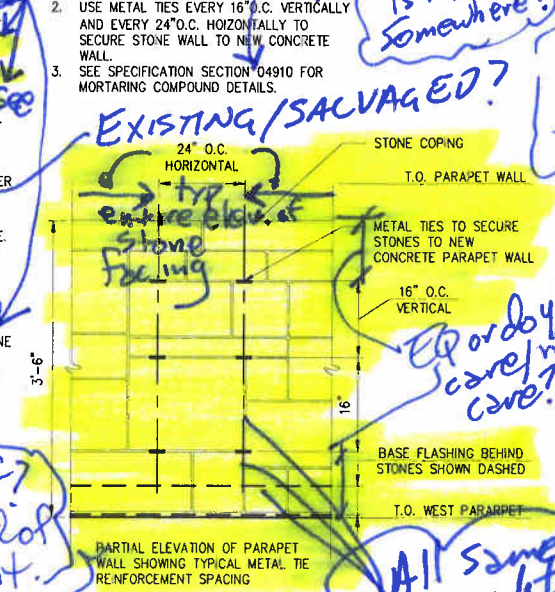 2. USE METAL TIES EVERY 16"O.C. VERTICALLY
AND EVERY 24"O.C. HOIZONTALLY TO
SECURE STONE WALL TO NEW CONCRETE
WALL.
3. SEE SPECIFICATION SECTION 04910 FOR
MORTARING COMPOUND DETAILS.
Somewhere?
See
EXISTING/SALVAGED?
24" O.C.
HORIZONTAL
typ
entire elev. of
stone
facing
STONE COPING
T.O. PARAPET WALL
METAL TIES TO SECURE
STONES TO NEW
CONCRETE PARAPET WALL
16" O.C.
VERTICAL
EQ or do y
care/n
care?
3'-6"
16"
BASE FLASHING BEHIND
STONES SHOWN DASHED
T.O. WEST PARARPET
PARTIAL ELEVATION OF PARAPET
WALL SHOWING TYPICAL METAL TIE
REINFORCEMENT SPACING
All same